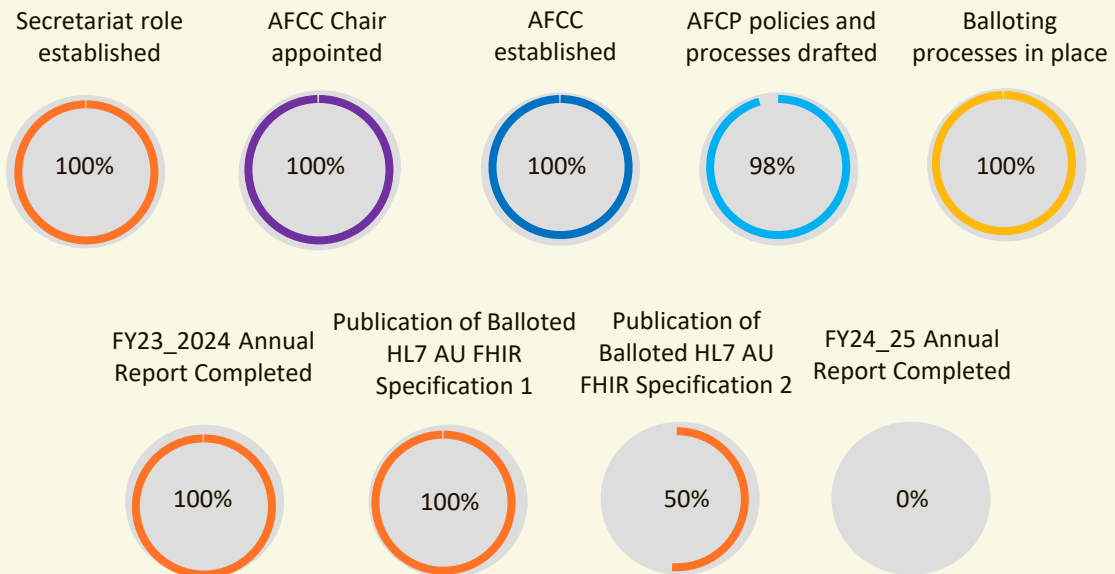 Secretariat role
established
AFCC Chair
appointed
AFCC
established
AFCP policies and
processes drafted
Balloting
processes in place
100%
100%
100%
98%
100%
FY23_2024 Annual
Report Completed
Publication of Balloted
HL7 AU FHIR
Specification 1
Publication of
Balloted HL7 AU
FHIR Specification 2
FY24_25 Annual
Report Completed
100%
100%
50%
0%